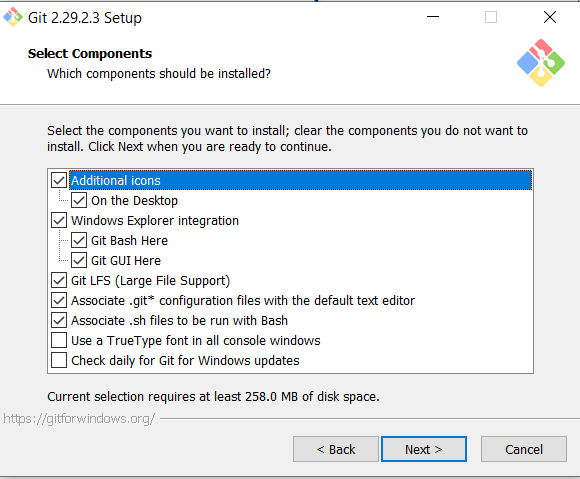 Git 2.29.2.3 Setup
Select Components
Which components should be installed?
Select the components you want to install; clear the components you do not want to
install. Click Next when you are ready to continue.
Additional icons
On the Desktop
Windows Explorer integration
Git Bash Here
Git GUI Here
Git LFS (Large File Support)
Associate .git* configuration files with the default text editor
Associate .sh files to be run with Bash
Use a TrueType font in all console windows
Check daily for Git for Windows updates
Current selection requires at least 258.0 MB of disk space.
https://gitforwindows.org/
< Back
Next >
Cancel